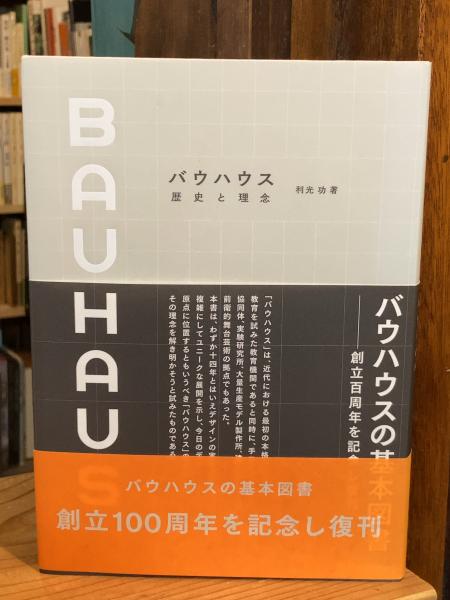 BAUHAUS
バウハウス
歴史と理念
利光功 著
バウハウスの基本図書
──創立百周年を記念
「バウハウス」は、近代における最初の本格
教育を試みた教育機関であると同時に、手
協同体、実験研究所、大量生産モデル製作所、
前衛的舞台芸術の拠点でもあった。
本書は、わずか十四年とはいえデザインの
複雑にしてユニークな展開を示し、今日のデ
原点に位置するともいうべき「バウハウス」の
その理念を解き明かそうと試みたものである
バウハウスの基本図書
創立100周年を記念し復刊